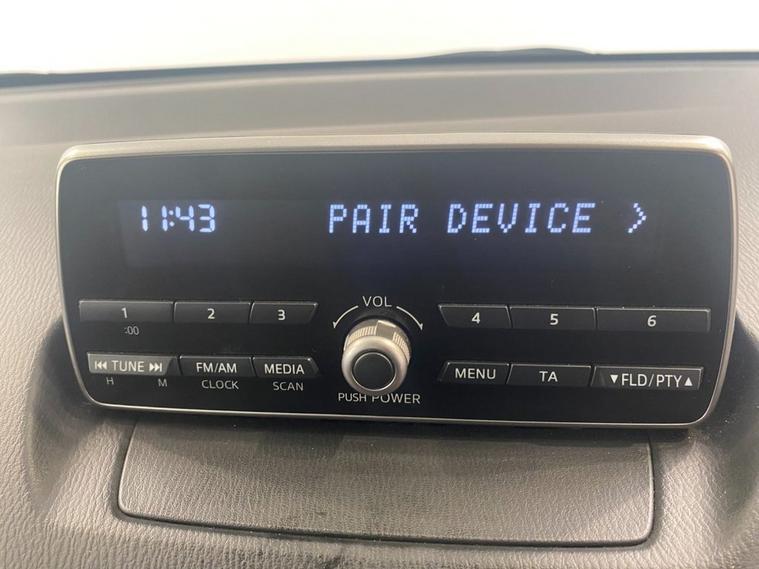 11:43 PAIR DEVICE >
VOL
1 2 3 4 5 6
:00
⏮ TUNE ⏭ FM/AM MEDIA MENU TA ▼FLD/PTY▲
H M CLOCK SCAN PUSH POWER